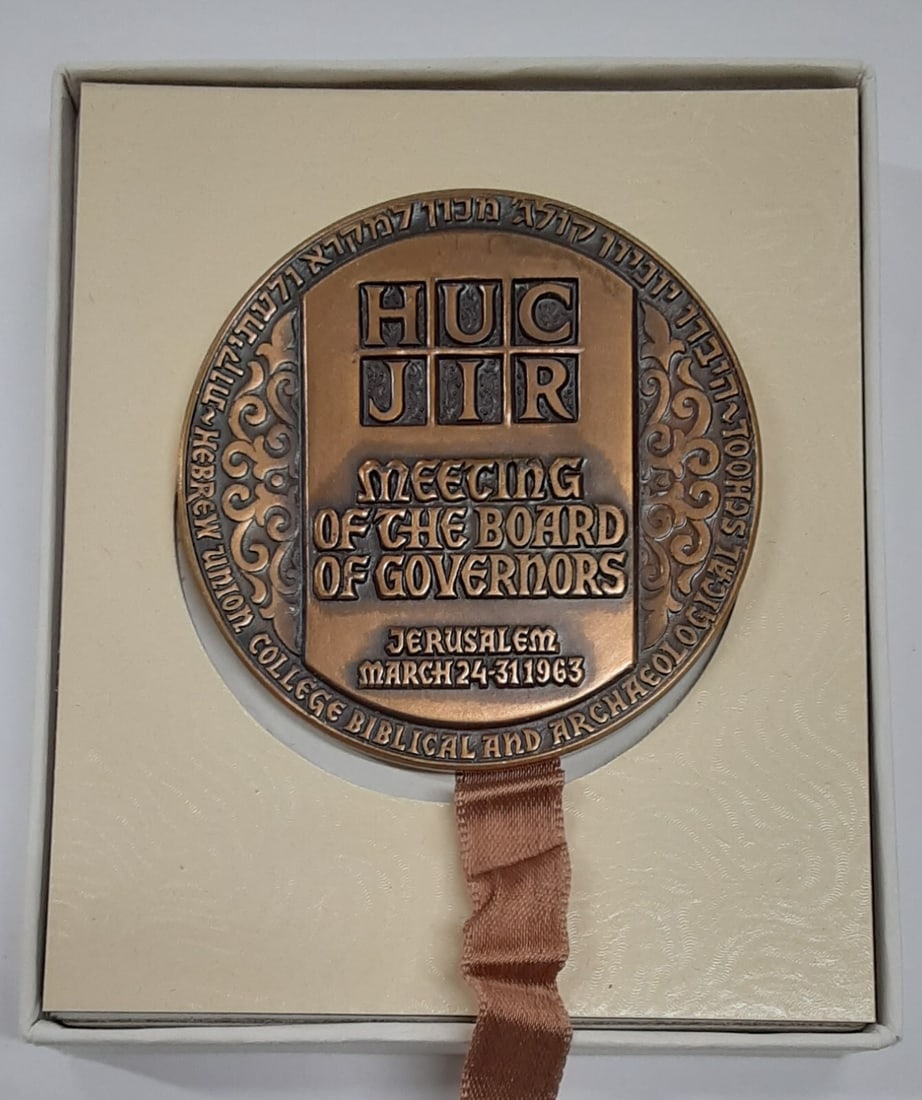 היברו יוניון קולג' מכון למקרא ולעתיקות
HUC
JIR
MEETING
OF THE BOARD
OF GOVERNORS
JERUSALEM
MARCH 24-31 1963
~ HEBREW UNION COLLEGE BIBLICAL AND ARCHAEOLOGICAL SCHOOL ~